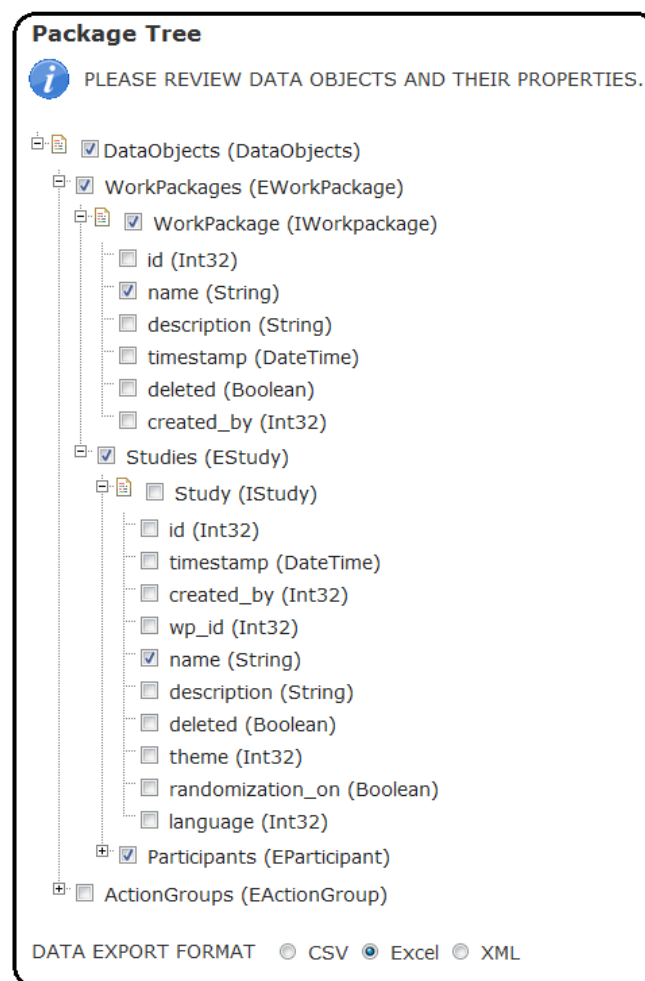 Package Tree
PLEASE REVIEW DATA OBJECTS AND THEIR PROPERTIES.
DataObjects (DataObjects)
WorkPackages (EWorkPackage)
WorkPackage (IWorkpackage)
id (Int32)
name (String)
description (String)
timestamp (DateTime)
deleted (Boolean)
created_by (Int32)
Studies (EStudy)
Study (IStudy)
id (Int32)
timestamp (DateTime)
created_by (Int32)
wp_id (Int32)
name (String)
description (String)
deleted (Boolean)
theme (Int32)
randomization_on (Boolean)
language (Int32)
Participants (EParticipant)
ActionGroups (EActionGroup)
DATA EXPORT FORMAT CSV Excel XML